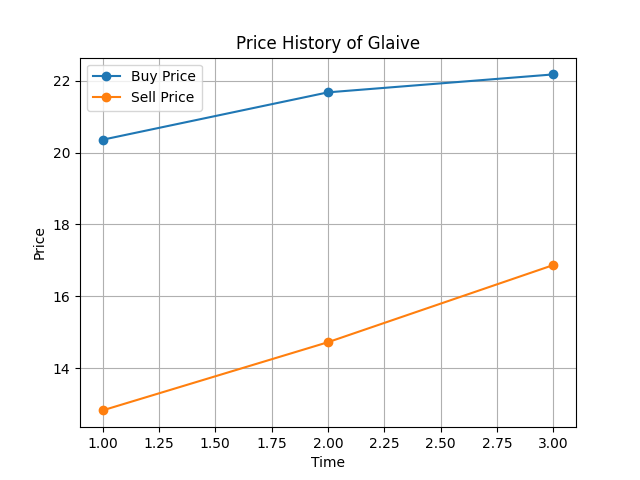 Price History of Glaive
Buy Price
Sell Price
22
20
18
16
14
Price
1.00 1.25 1.50 1.75 2.00 2.25 2.50 2.75 3.00
Time